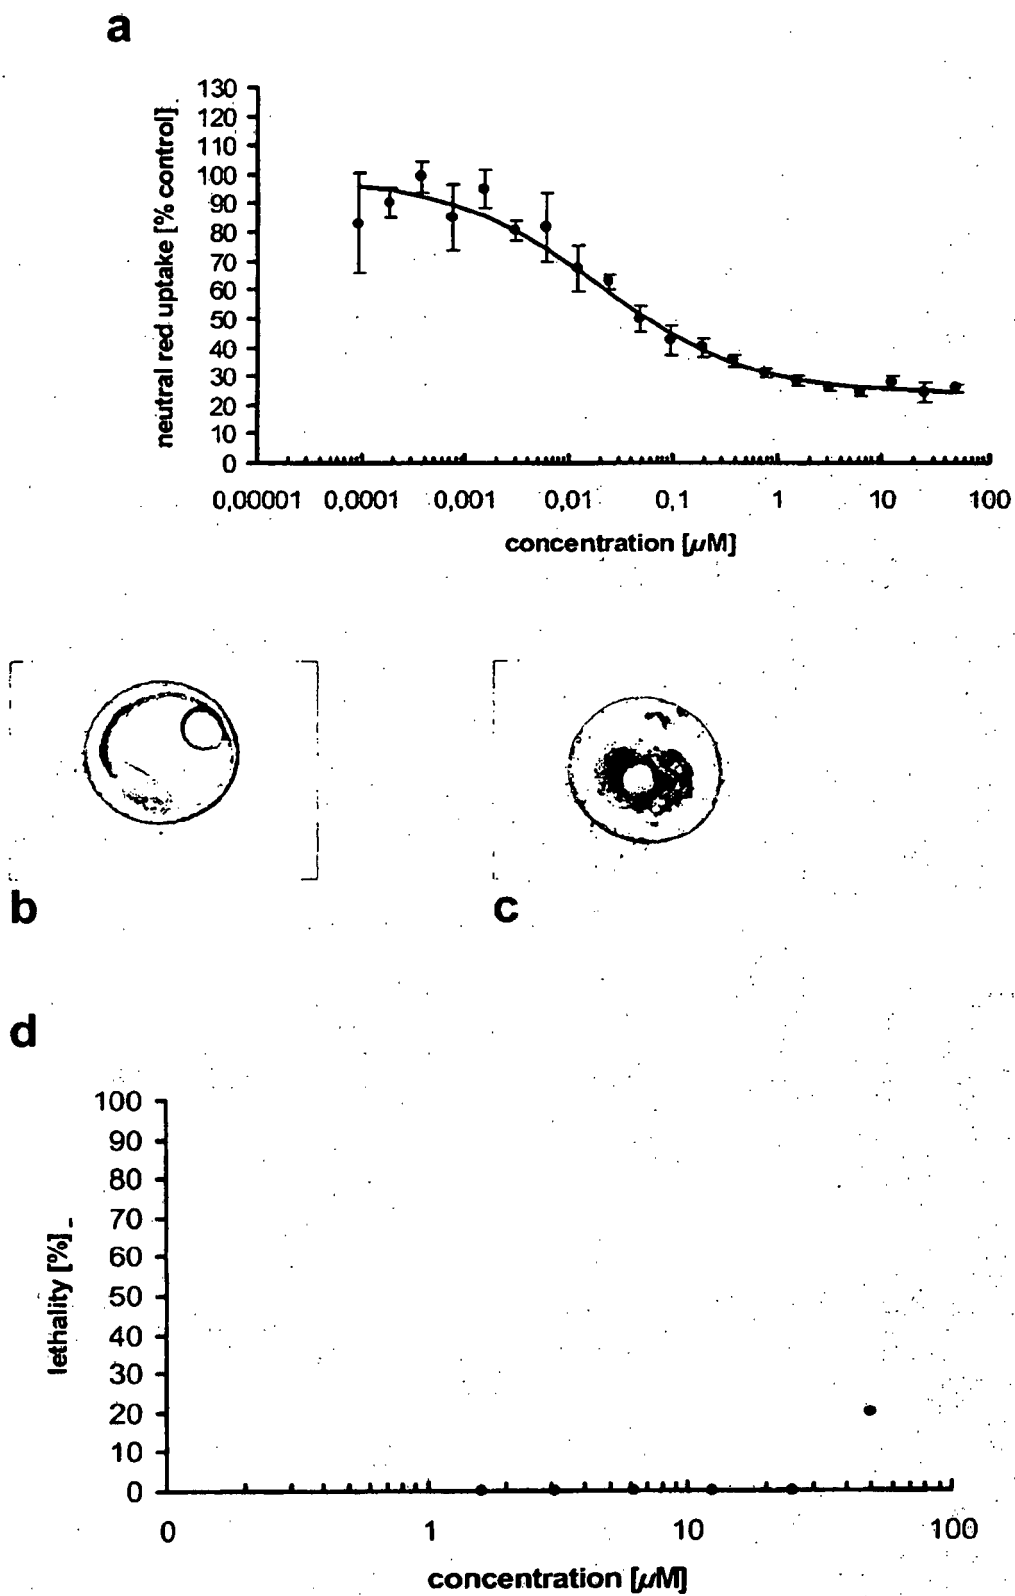 a
130
120
110
100
90
80
70
60
50
40
30
20
10
0
neutral red uptake [% control]
0,00001 0,0001 0,001 0,01 0,1 1 10 100
concentration [µM]
b c
d
100
90
80
70
60
50
40
30
20
10
0
lethality [%]
0 1 10 100
concentration [µM]